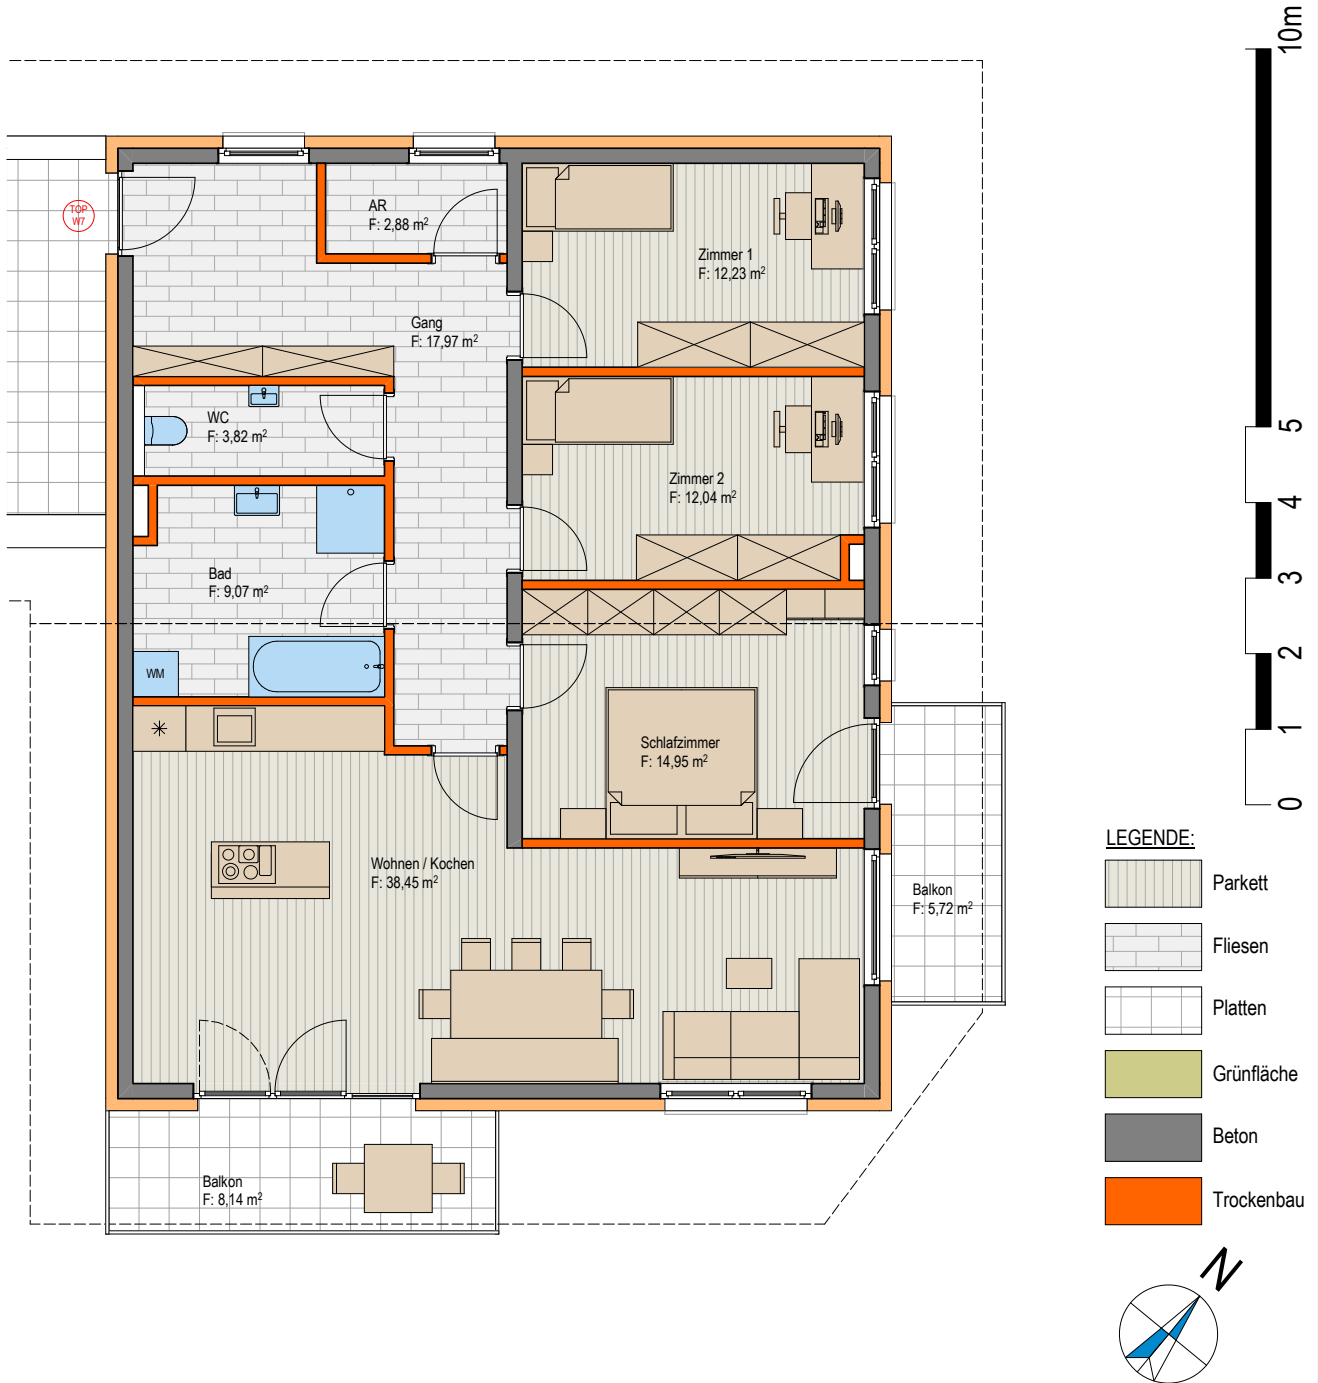 10m
TOP
W7
AR
F: 2,88 m²
Zimmer 1
F: 12,23 m²
Gang
F: 17,97 m²
WC
F: 3,82 m²
5
Zimmer 2
F: 12,04 m²
4
Bad
F: 9,07 m²
3
WM
2
Schlafzimmer
F: 14,95 m²
1
0
LEGENDE:
Wohnen / Kochen
F: 38,45 m²
Balkon
F: 5,72 m²
Parkett
Fliesen
Platten
Grünfläche
Beton
Balkon
F: 8,14 m²
Trockenbau
N